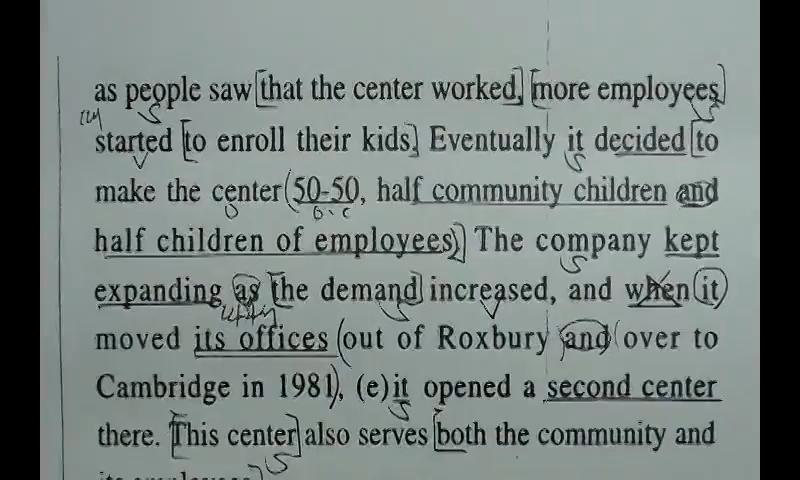 as people saw that the center worked, more employees
started to enroll their kids. Eventually it decided to
make the center 50-50, half community children and
half children of employees. The company kept
expanding as the demand increased, and when it
moved its offices out of Roxbury and over to
Cambridge in 1981, (e) it opened a second center
there. This center also serves both the community and
its employees.